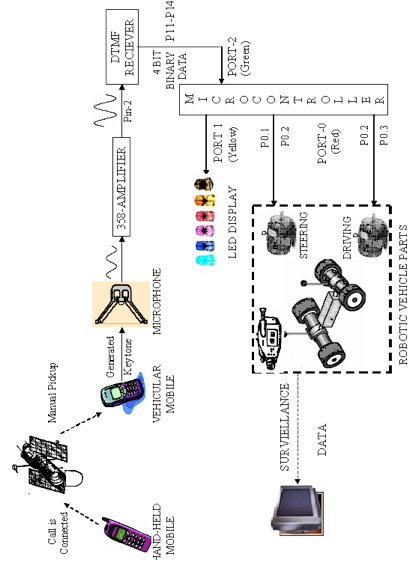 Call is
Connected
Manual Pickup
HAND-HELD
MOBILE
VEHICULAR
MOBILE
Generated
Keytone
MICROPHONE
358-AMPLIFIER
Pin-2
DTMF
RECIEVER
P11-P14
4 BIT
BINARY
DATA
PORT-2
(Green)
MICROCONTROLLER
PORT 1
(Yellow)
P0.1
P0.2
PORT-0
(Red)
P0.2
P0.3
LED DISPLAY
STEERING
DRIVING
ROBOTIC VEHICLE PARTS
SURVIELLANCE
DATA